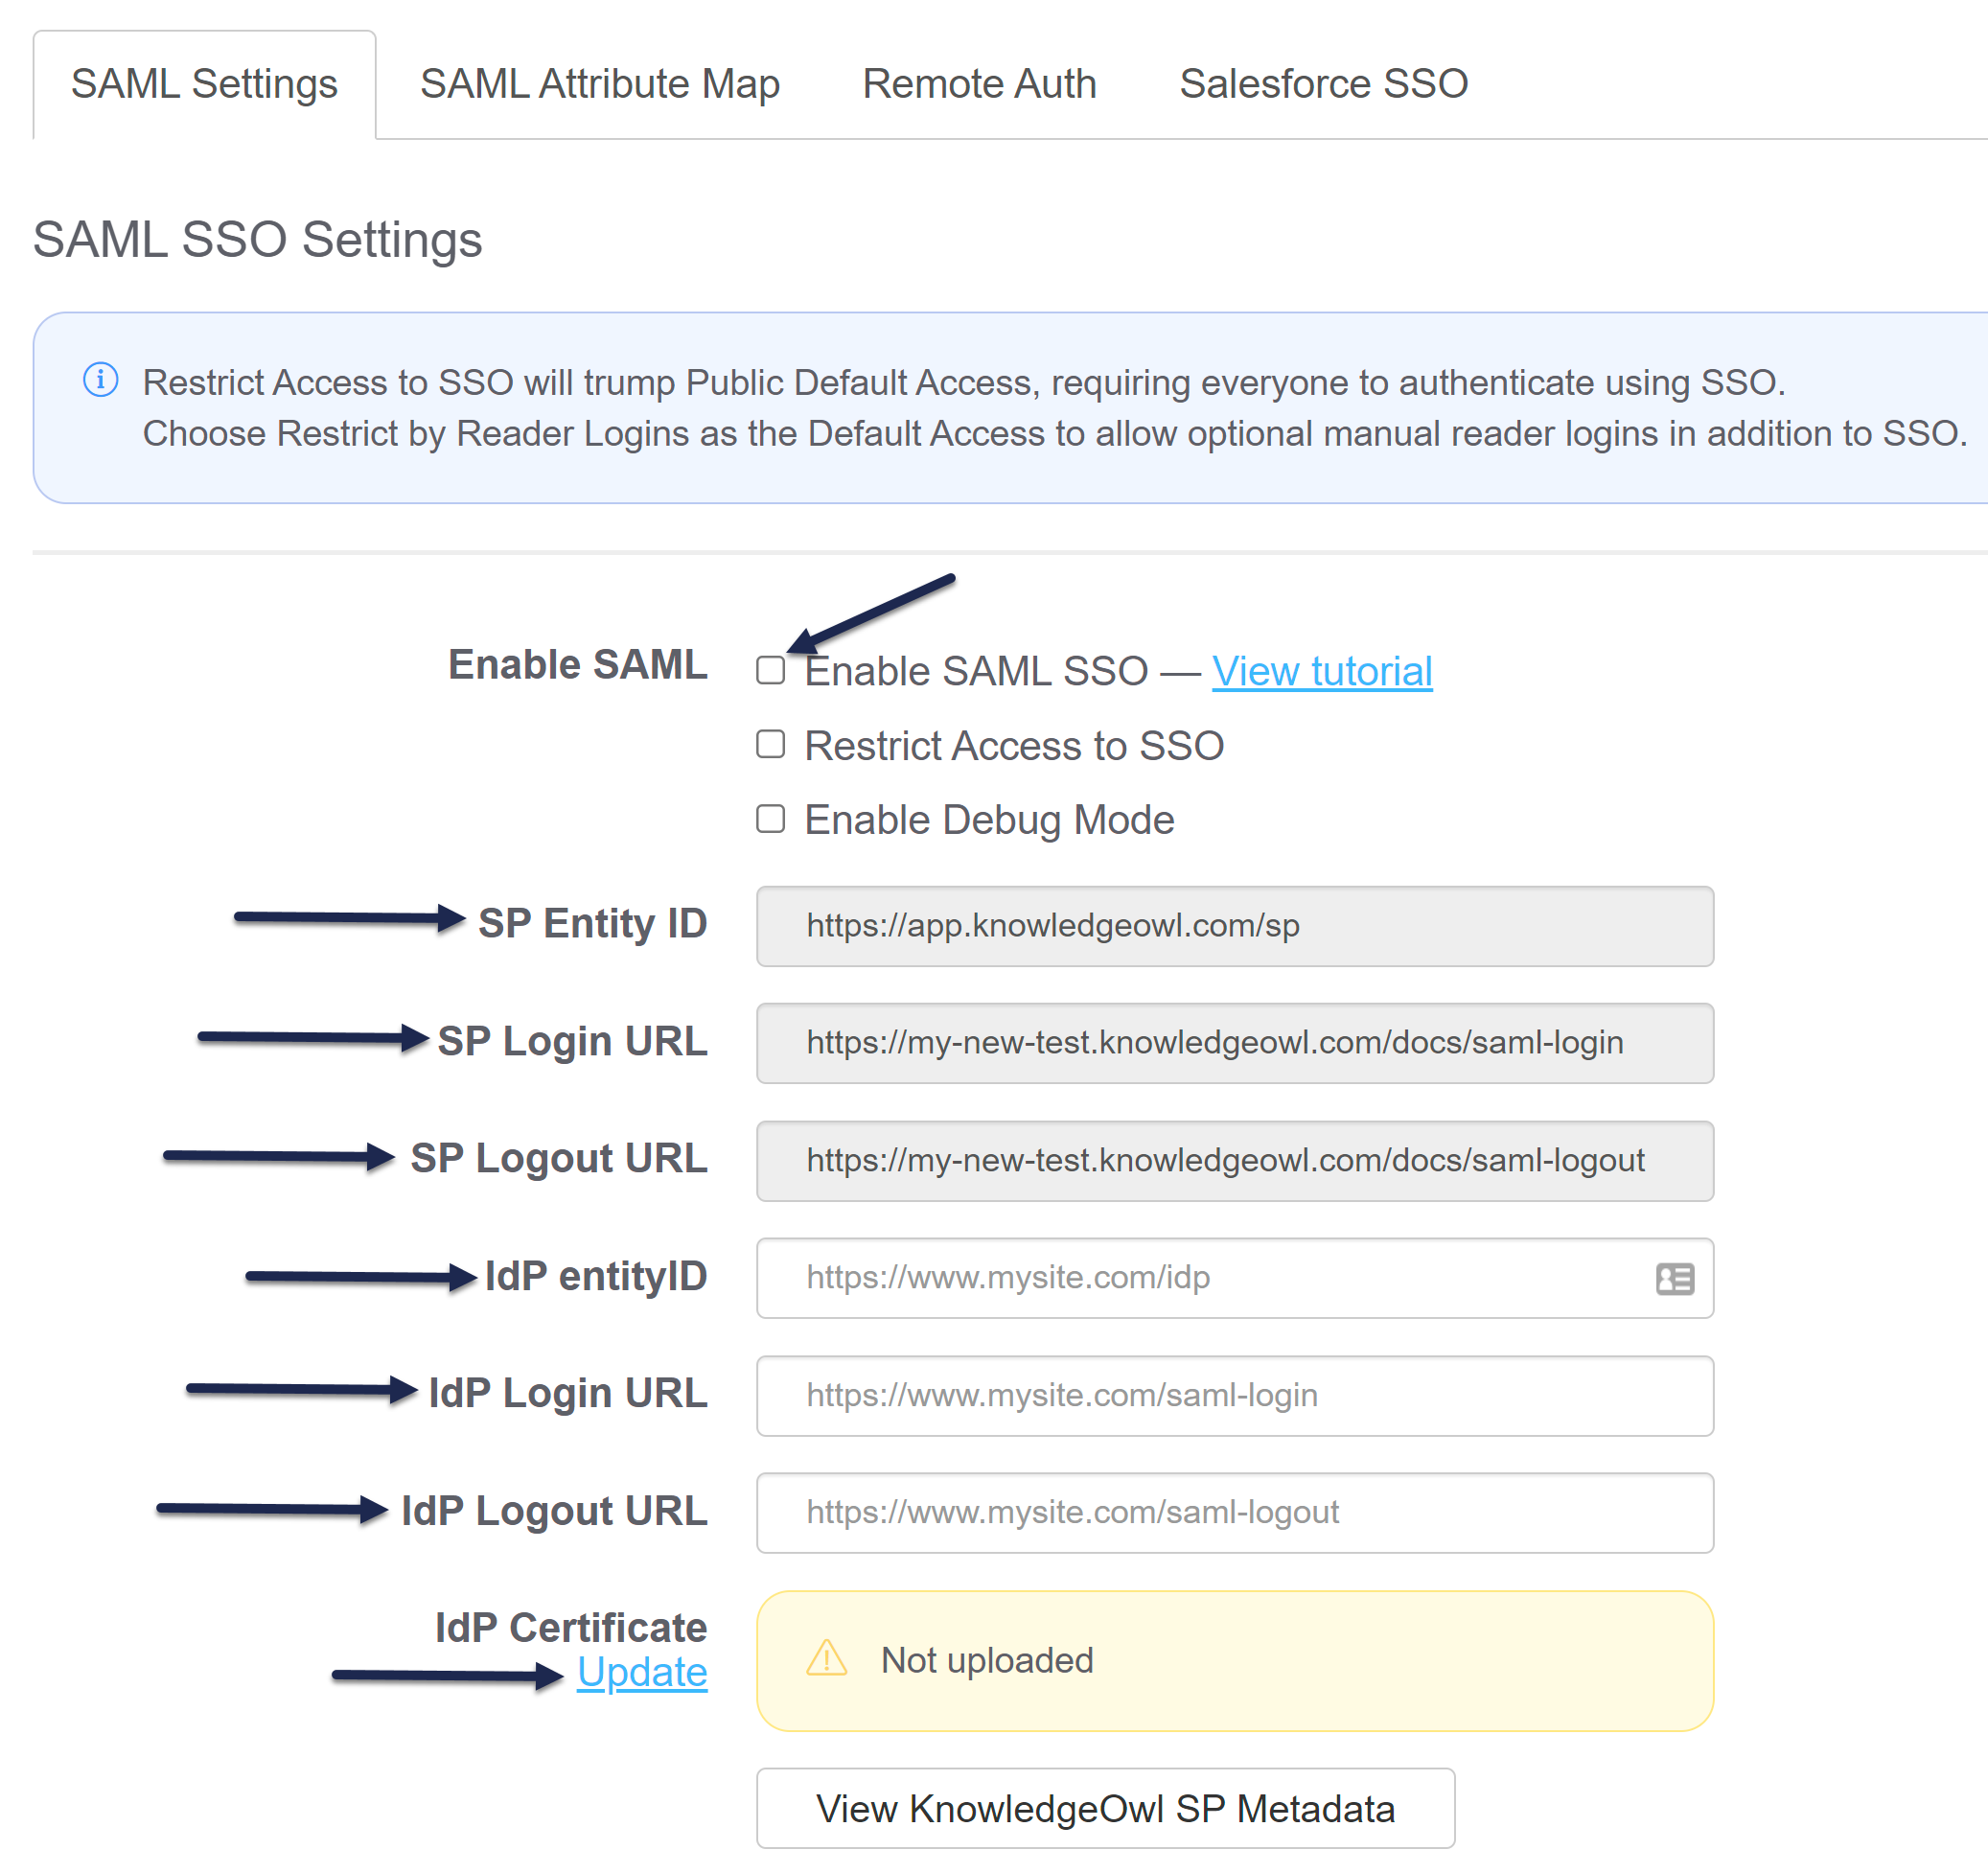 SAML Settings SAML Attribute Map Remote Auth Salesforce SSO
SAML SSO Settings
Restrict Access to SSO will trump Public Default Access, requiring everyone to authenticate using SSO.
Choose Restrict by Reader Logins as the Default Access to allow optional manual reader logins in addition to SSO.
Enable SAML Enable SAML SSO — View tutorial
Restrict Access to SSO
Enable Debug Mode
SP Entity ID https://app.knowledgeowl.com/sp
SP Login URL https://my-new-test.knowledgeowl.com/docs/saml-login
SP Logout URL https://my-new-test.knowledgeowl.com/docs/saml-logout
IdP entityID https://www.mysite.com/idp
IdP Login URL https://www.mysite.com/saml-login
IdP Logout URL https://www.mysite.com/saml-logout
IdP Certificate
Update
Not uploaded
View KnowledgeOwl SP Metadata